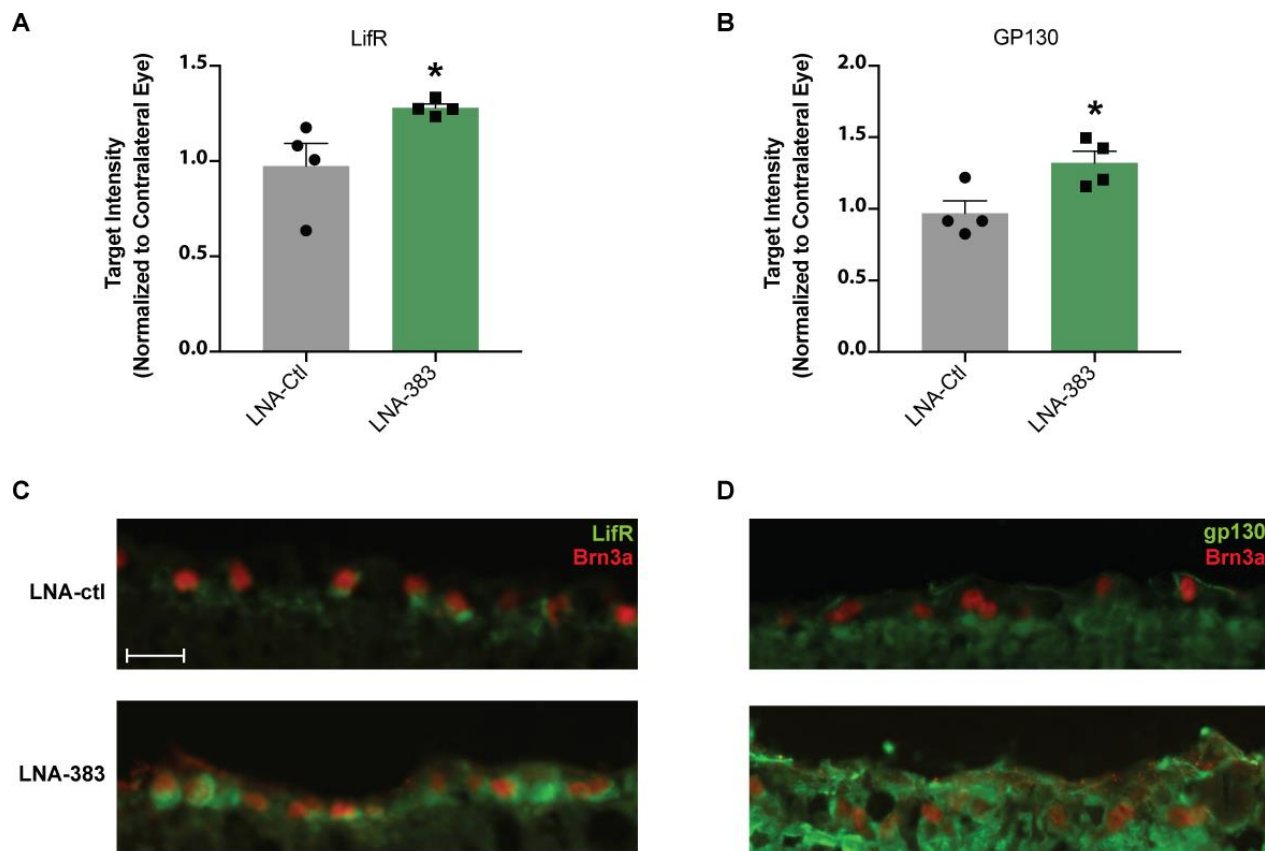 A
LifR
Target Intensity
(Normalized to Contralateral Eye)
1.5
1.0
0.5
0.0
*
LNA-Ctl
LNA-383
B
GP130
Target Intensity
(Normalized to Contralateral Eye)
2.0
1.5
1.0
0.5
0.0
*
LNA-Ctl
LNA-383
C
LNA-ctl
LifR
Brn3a
LNA-383
D
gp130
Brn3a